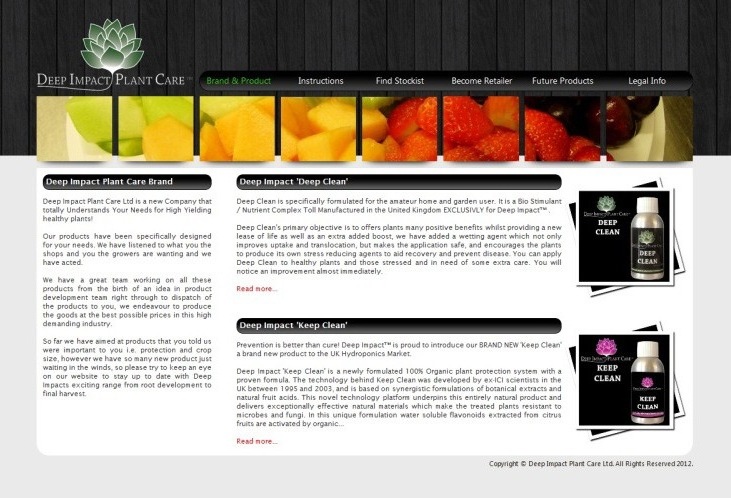 DEEP IMPACT PLANT CARE ™
Brand & Product
Instructions
Find Stockist
Become Retailer
Future Products
Legal Info
Deep Impact Plant Care Brand
Deep Impact Plant Care Ltd is a new Company that
totally Understands Your Needs for High Yielding
healthy plants!
Our products have been specifically designed
for your needs. We have listened to what you the
shops and you the growers are wanting and we
have acted.
We have a great team working on all these
products from the birth of an idea in product
development team right through to dispatch of
the products to you, we endeavour to produce
the goods at the best possible prices in this high
demanding industry.
So far we have aimed at products that you told us
were important to you i.e. protection and crop
size, however we have so many new product just
waiting in the winds, so please try to keep an eye
on our website to stay up to date with Deep
Impacts exciting range from root development to
final harvest.
Deep Impact 'Deep Clean'
Deep Clean is specifically formulated for the amateur home and garden user. It is a Bio Stimulant
/ Nutrient Complex Toll Manufactured in the United Kingdom EXCLUSIVLY for Deep Impact™ .
Deep Clean's primary objective is to offers plants many positive benefits whilst providing a new
lease of life as well as an extra added boost, we have added a wetting agent which not only
improves uptake and translocation, but makes the application safe, and encourages the plants
to produce its own stress reducing agents to aid recovery and prevent disease. You can apply
Deep Clean to healthy plants and those stressed and in need of some extra care. You will
notice an improvement almost immediately.
Read more...
DEEP IMPACT PLANT CARE
DEEP
CLEAN
DEEP
CLEAN
Deep Impact 'Keep Clean'
Prevention is better than cure! Deep Impact™ is proud to introduce our BRAND NEW 'Keep Clean'
a brand new product to the UK Hydroponics Market.
Deep Impact 'Keep Clean' is a newly formulated 100% Organic plant protection system with a
proven formula. The technology behind Keep Clean was developed by ex-ICI scientists in the
UK between 1995 and 2003, and is based on synergistic formulations of botanical extracts and
natural fruit acids. This novel technology platform underpins this entirely natural product and
delivers exceptionally effective natural materials which make the treated plants resistant to
microbes and fungi. In this unique formulation water soluble flavonoids extracted from citrus
fruits are activated by organic...
Read more...
DEEP IMPACT PLANT CARE
KEEP
CLEAN
KEEP
CLEAN
Copyright © Deep Impact Plant Care Ltd. All Rights Reserved 2012.